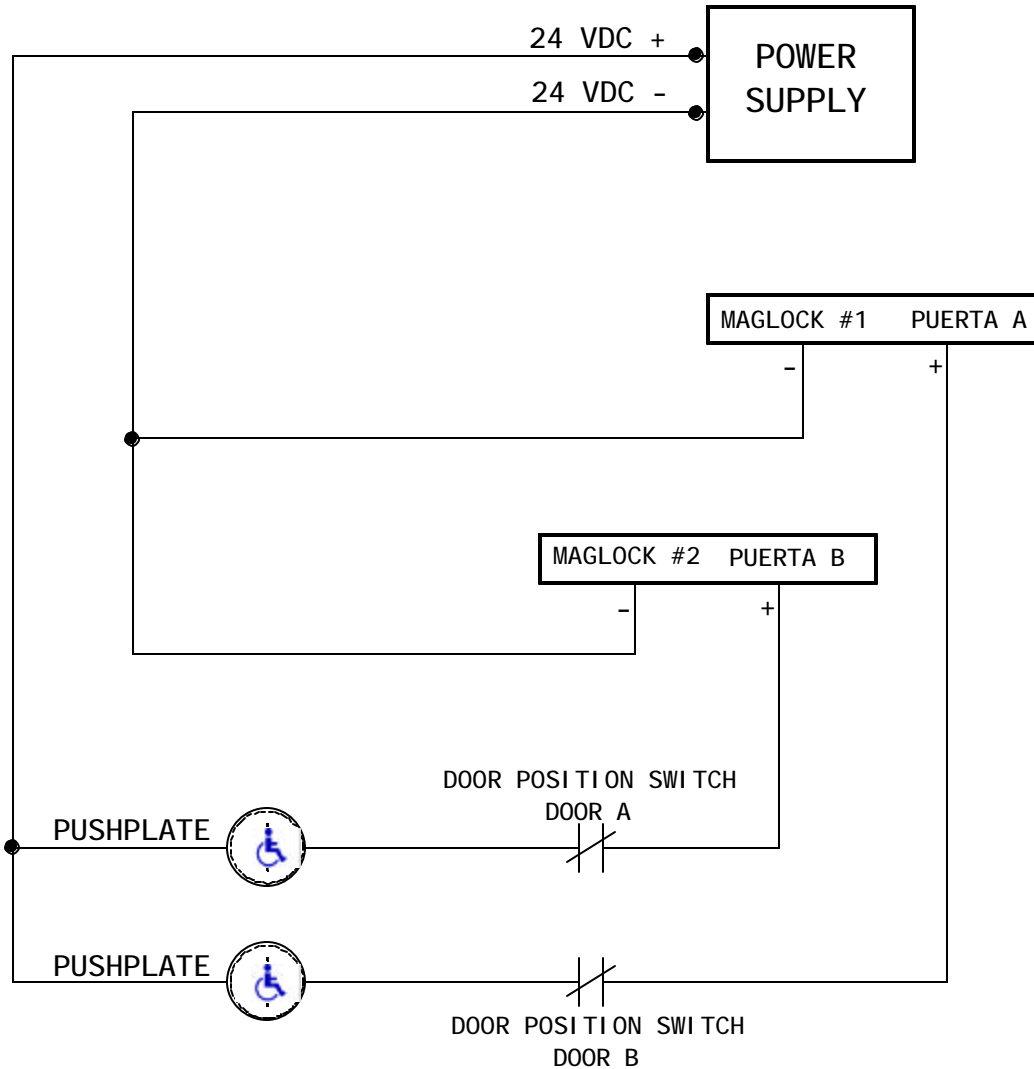 24 VDC +
24 VDC -
POWER
SUPPLY
MAGLOCK #1 PUERTA A
- +
MAGLOCK #2 PUERTA B
- +
DOOR POSITION SWITCH
DOOR A
PUSHPLATE
PUSHPLATE
DOOR POSITION SWITCH
DOOR B